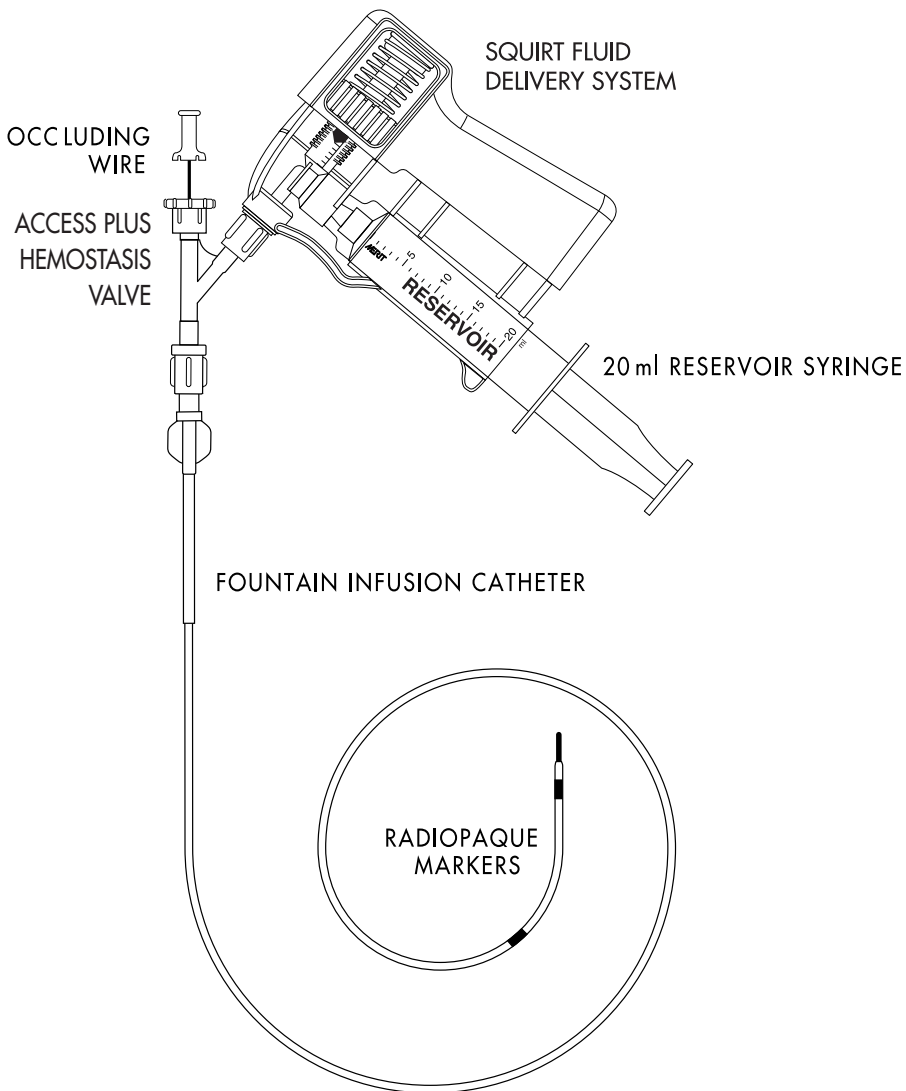 SQUIRT FLUID
DELIVERY SYSTEM
OCCLUDING
WIRE
ACCESS PLUS
HEMOSTASIS
VALVE
MERIT
5
10
15
20
ml
RESERVOIR
20 ml RESERVOIR SYRINGE
FOUNTAIN INFUSION CATHETER
RADIOPAQUE
MARKERS